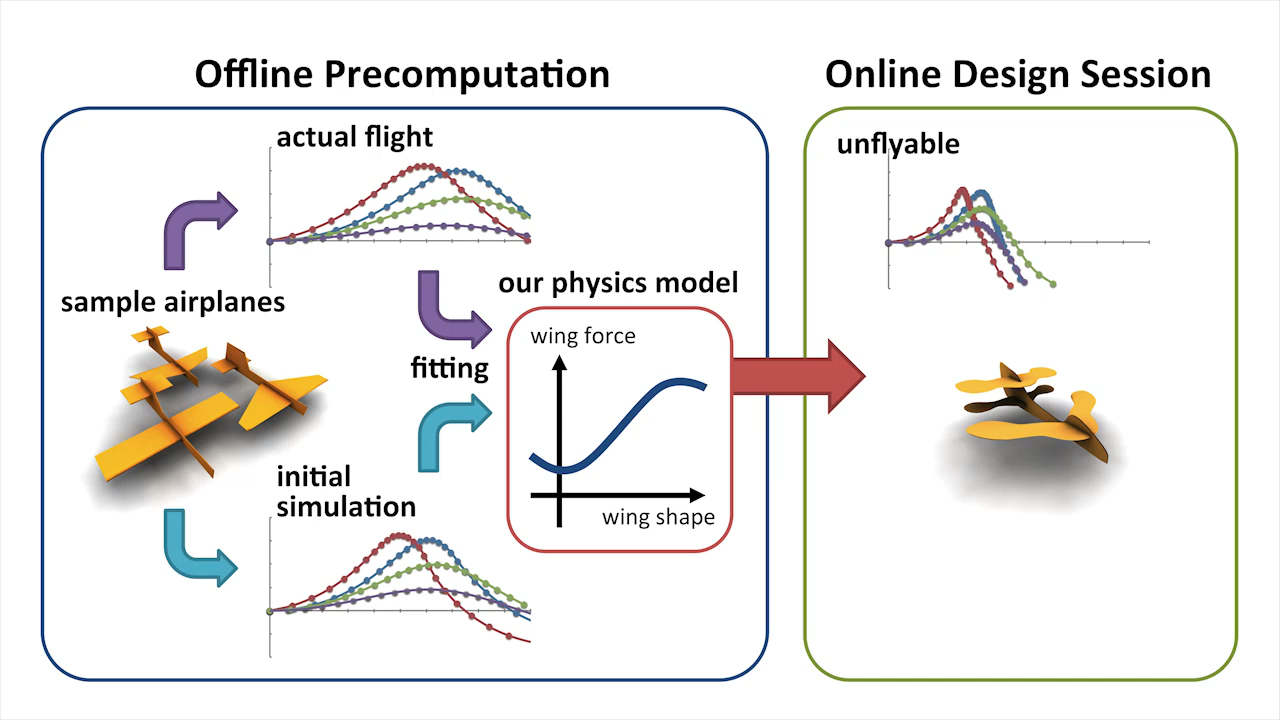 Offline Precomputation
Online Design Session
actual flight
unflyable
sample airplanes
our physics model
wing force
fitting
wing shape
initial
simulation